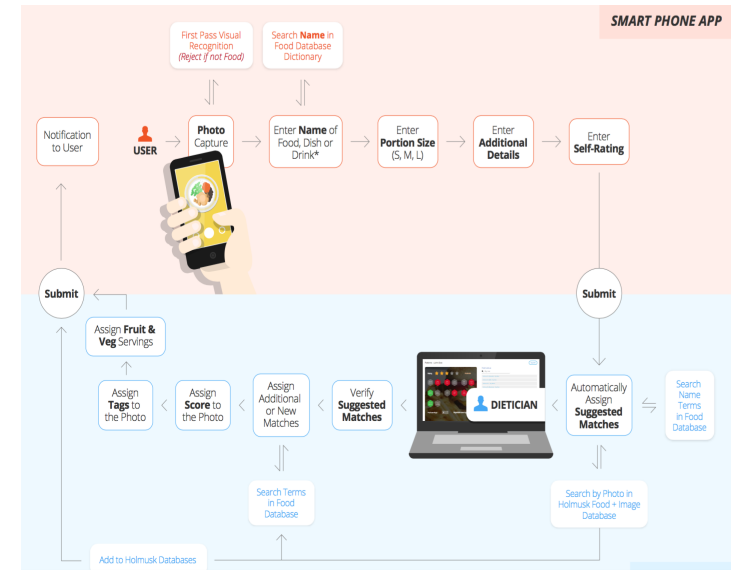 SMART PHONE APP
First Pass Visual
Recognition
(Reject if not Food)
Search Name in
Food Database
Dictionary
Notification
to User
USER
Photo
Capture
Enter Name of
Food, Dish or
Drink*
Enter
Portion Size
(S, M, L)
Enter
Additional
Details
Enter
Self-Rating
Submit
Submit
Assign Fruit &
Veg Servings
Assign
Tags to
the Photo
Assign
Score to
the Photo
Assign
Additional
or New
Matches
Verify
Suggested
Matches
DIETICIAN
Automatically
Assign
Suggested
Matches
Search
Name
Terms
in Food
Database
Search Terms
in Food
Database
Search by Photo in
Holmusk Food + Image
Database
Add to Holmusk Databases